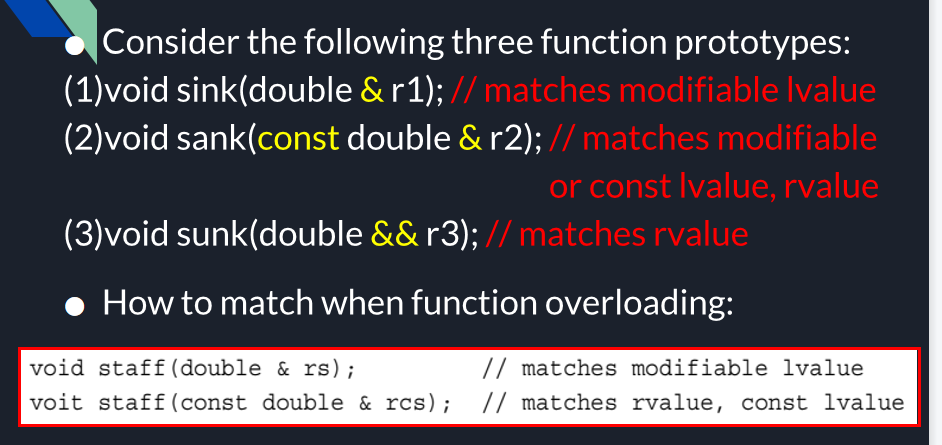 ● Consider the following three function prototypes:
(1)void sink(double & r1); // matches modifiable lvalue
(2)void sank(const double & r2); // matches modifiable
or const lvalue, rvalue
(3)void sunk(double && r3); // matches rvalue
● How to match when function overloading:
void staff(double & rs); // matches modifiable lvalue
voit staff(const double & rcs); // matches rvalue, const lvalue